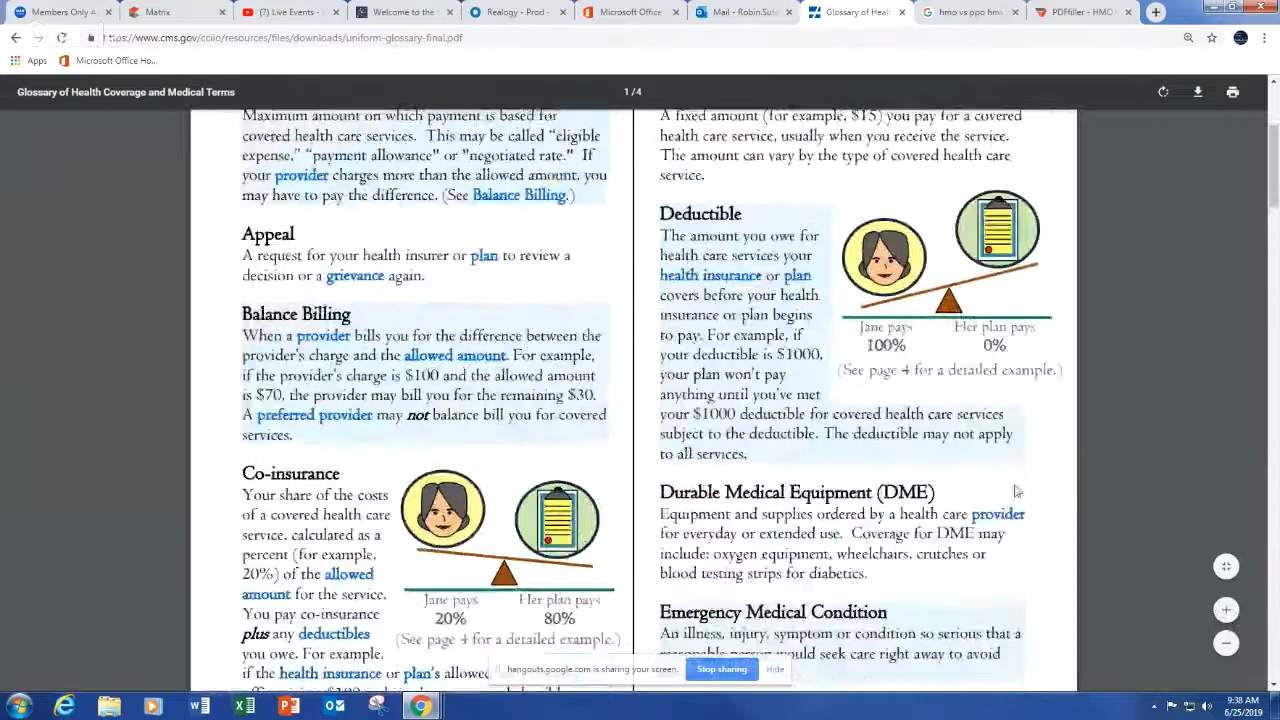 Members Only A
Matrix
(7) Live Events -
Welcome to the
Realogy - Prod -
Microsoft Office
Mail - Robin.Sute
Glossary of Healt
hmo vs ppo hmo
PDFfiller - HMO
https://www.cms.gov/cciio/resources/files/downloads/uniform-glossary-final.pdf
Apps
Microsoft Office Ho...
Glossary of Health Coverage and Medical Terms
1 / 4
Maximum amount on which payment is based for
covered health care services. This may be called “eligible
expense,” “payment allowance" or "negotiated rate." If
your provider charges more than the allowed amount, you
may have to pay the difference. (See Balance Billing.)
Appeal
A request for your health insurer or plan to review a
decision or a grievance again.
Balance Billing
When a provider bills you for the difference between the
provider’s charge and the allowed amount. For example,
if the provider’s charge is $100 and the allowed amount
is $70, the provider may bill you for the remaining $30.
A preferred provider may not balance bill you for covered
services.
Co-insurance
Your share of the costs
of a covered health care
service, calculated as a
percent (for example,
20%) of the allowed
amount for the service.
You pay co-insurance
plus any deductibles
you owe. For example,
if the health insurance or plan’s allowed
Jane pays
20%
Her plan pays
80%
(See page 4 for a detailed example.)
A fixed amount (for example, $15) you pay for a covered
health care service, usually when you receive the service.
The amount can vary by the type of covered health care
service.
Deductible
The amount you owe for
health care services your
health insurance or plan
covers before your health
insurance or plan begins
to pay. For example, if
your deductible is $1000,
your plan won’t pay
anything until you’ve met
your $1000 deductible for covered health care services
subject to the deductible. The deductible may not apply
to all services.
Jane pays
100%
Her plan pays
0%
(See page 4 for a detailed example.)
Durable Medical Equipment (DME)
Equipment and supplies ordered by a health care provider
for everyday or extended use. Coverage for DME may
include: oxygen equipment, wheelchairs, crutches or
blood testing strips for diabetics.
Emergency Medical Condition
An illness, injury, symptom or condition so serious that a
reasonable person would seek care right away to avoid
hangouts.google.com is sharing your screen.
Stop sharing
Hide
9:38 AM
6/25/2019